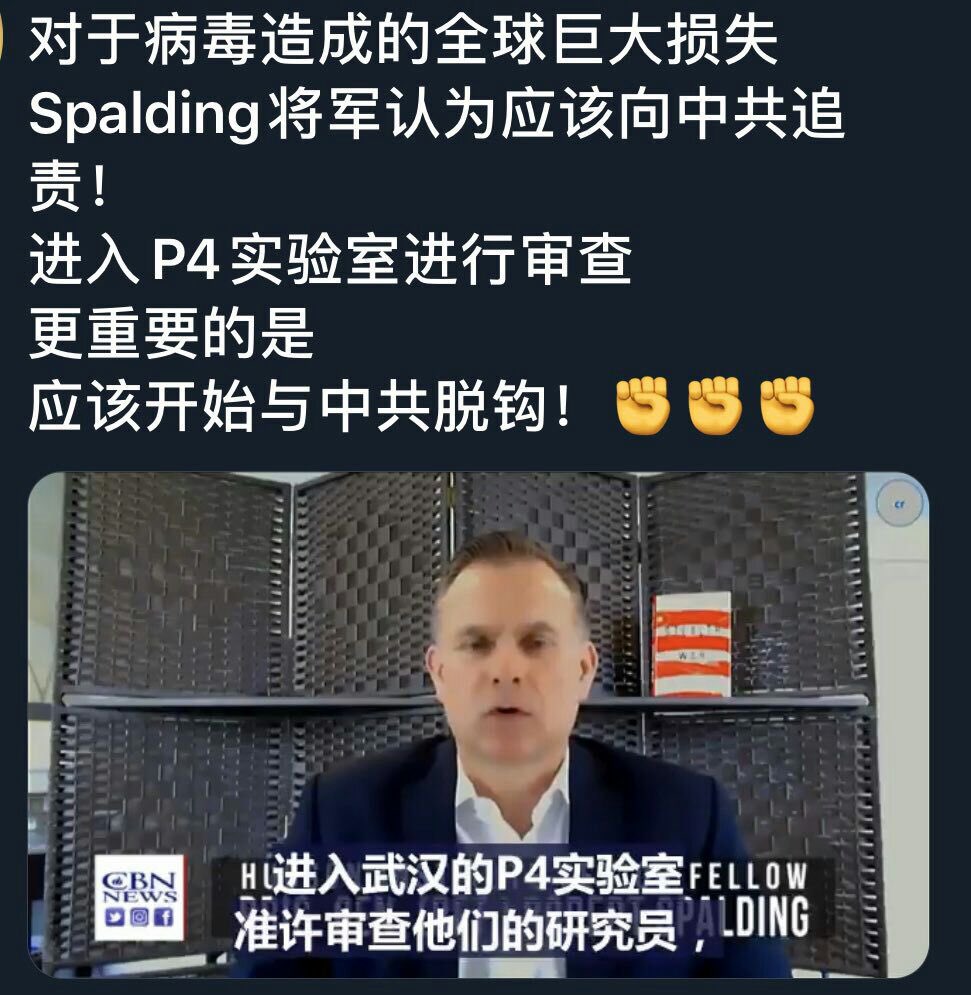 对于病毒造成的全球巨大损失
Spalding将军认为应该向中共追
责！
进入P4实验室进行审查
更重要的是
应该开始与中共脱钩！✊✊✊
cr
CBN
NEWS
进入武汉的P4实验室
FELLOW
准许审查他们的研究员，
LDING